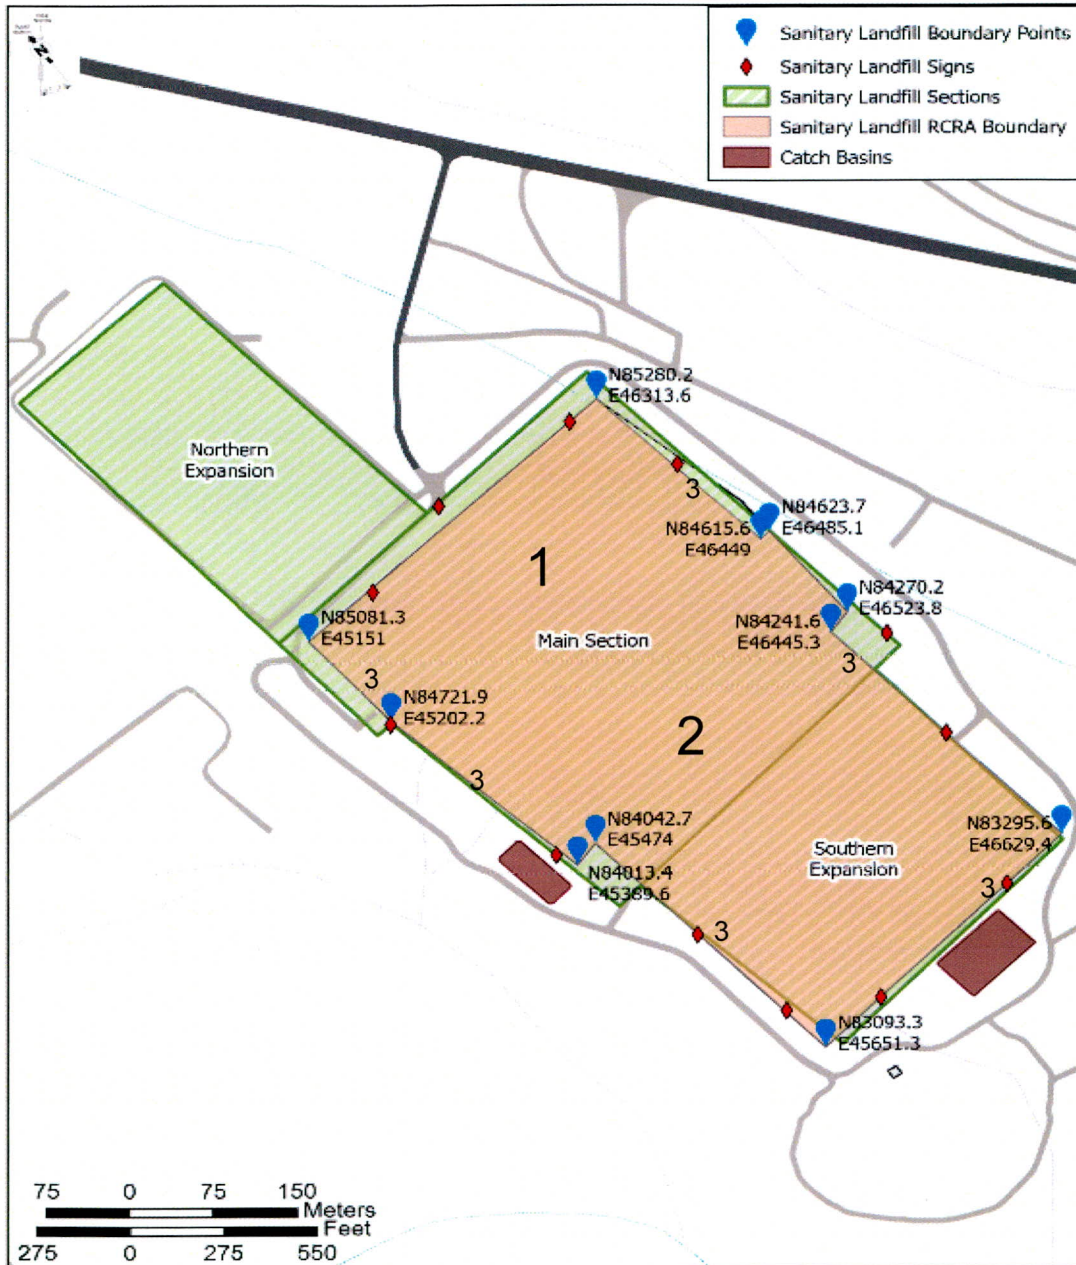 Sanitary Landfill Boundary Points
Sanitary Landfill Signs
Sanitary Landfill Sections
Sanitary Landfill RCRA Boundary
Catch Basins
N
N85280.2
E46313.6
Northern
Expansion
3
N84623.7
E46485.1
N84615.6
E46449
1
N84270.2
E46523.8
N84241.6
E46445.3
N85081.3
E45151
Main Section
3
3
N84721.9
E45202.2
2
3
N84042.7
E45474
N84013.4
E45389.6
N83295.6
E46629.4
Southern
Expansion
3
3
N83093.3
E45651.3
75 0 75 150
Meters
Feet
275 0 275 550